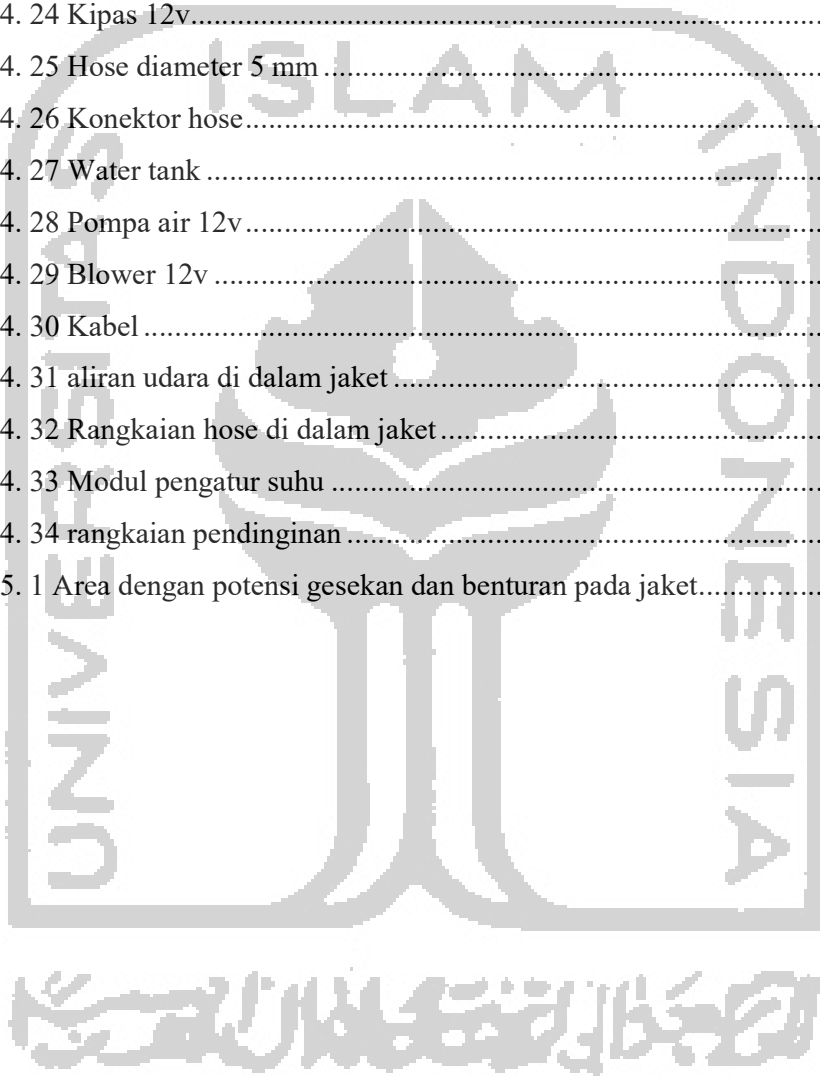 4. 24 Kipas 12v
4. 25 Hose diameter 5 mm
4. 26 Konektor hose
4. 27 Water tank
4. 28 Pompa air 12v
4. 29 Blower 12v
4. 30 Kabel
4. 31 aliran udara di dalam jaket
4. 32 Rangkaian hose di dalam jaket
4. 33 Modul pengatur suhu
4. 34 rangkaian pendinginan
5. 1 Area dengan potensi gesekan dan benturan pada jaket
UNIVERSITAS
ISLAM
INDONESIA